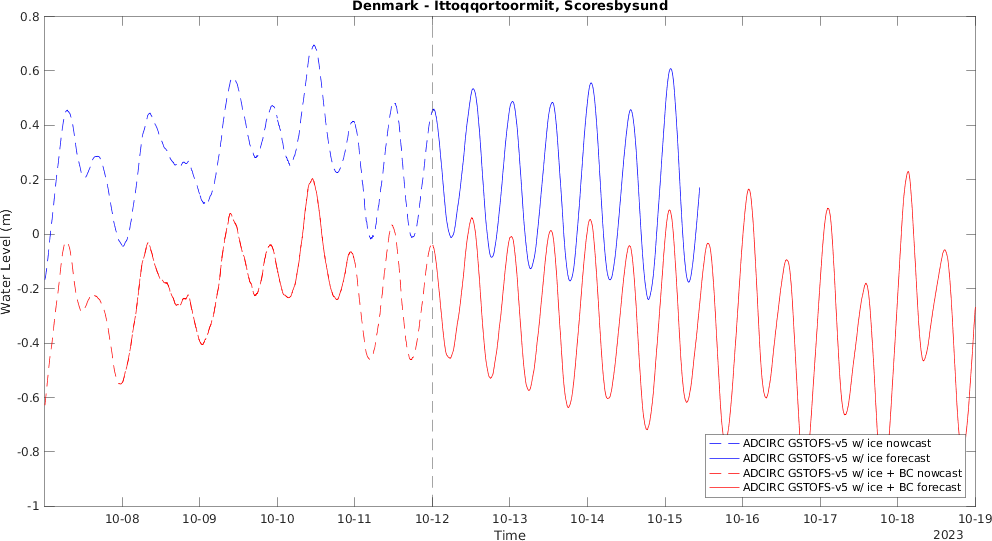 Denmark - Ittoqqortoormiit, Scoresbysund
Water Level (m)
0.8
0.6
0.4
0.2
0
-0.2
-0.4
-0.6
-0.8
-1
ADCIRC GSTOFS-v5 w/ ice nowcast
ADCIRC GSTOFS-v5 w/ ice forecast
ADCIRC GSTOFS-v5 w/ ice + BC nowcast
ADCIRC GSTOFS-v5 w/ ice + BC forecast
10-08 10-09 10-10 10-11 10-12 10-13 10-14 10-15 10-16 10-17 10-18 10-19
Time
2023